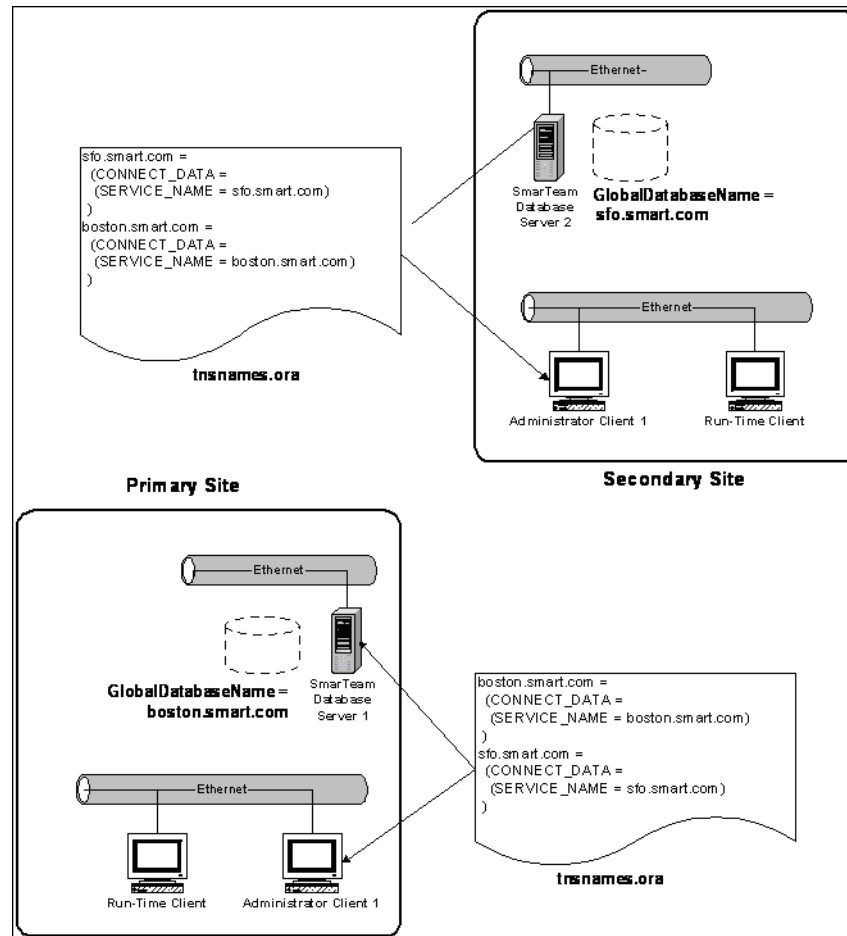 Ethernet-
SmarTeam
Database
Server 2
GlobalDatabaseName =
sfo.smart.com
sfo.smart.com =
(CONNECT_DATA =
(SERVICE_NAME = sfo.smart.com)
)
boston.smart.com =
(CONNECT_DATA =
(SERVICE_NAME = boston.smart.com)
)
tnsnames.ora
Ethernet
Administrator Client 1
Run-Time Client
Secondary Site
Primary Site
Ethernet
GlobalDatabaseName =
boston.smart.com
SmarTeam
Database
Server 1
Ethernet
Run-Time Client
Administrator Client 1
boston.smart.com =
(CONNECT_DATA =
(SERVICE_NAME = boston.smart.com)
)
sfo.smart.com =
(CONNECT_DATA =
(SERVICE_NAME = sfo.smart.com)
)
tnsnames.ora